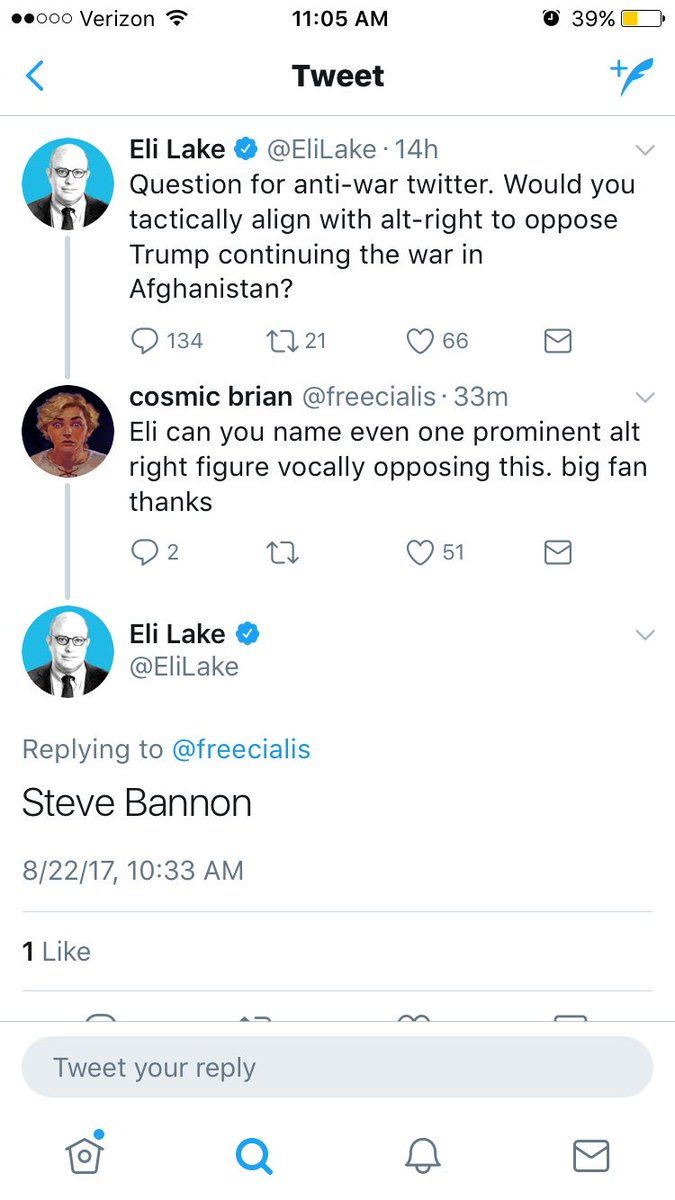 Verizon 11:05 AM 39%
Tweet
Eli Lake @EliLake · 14h
Question for anti-war twitter. Would you
tactically align with alt-right to oppose
Trump continuing the war in
Afghanistan?
134 21 66
cosmic brian @freecialis · 33m
Eli can you name even one prominent alt
right figure vocally opposing this. big fan
thanks
2 51
Eli Lake
@EliLake
Replying to @freecialis
Steve Bannon
8/22/17, 10:33 AM
1 Like
Tweet your reply